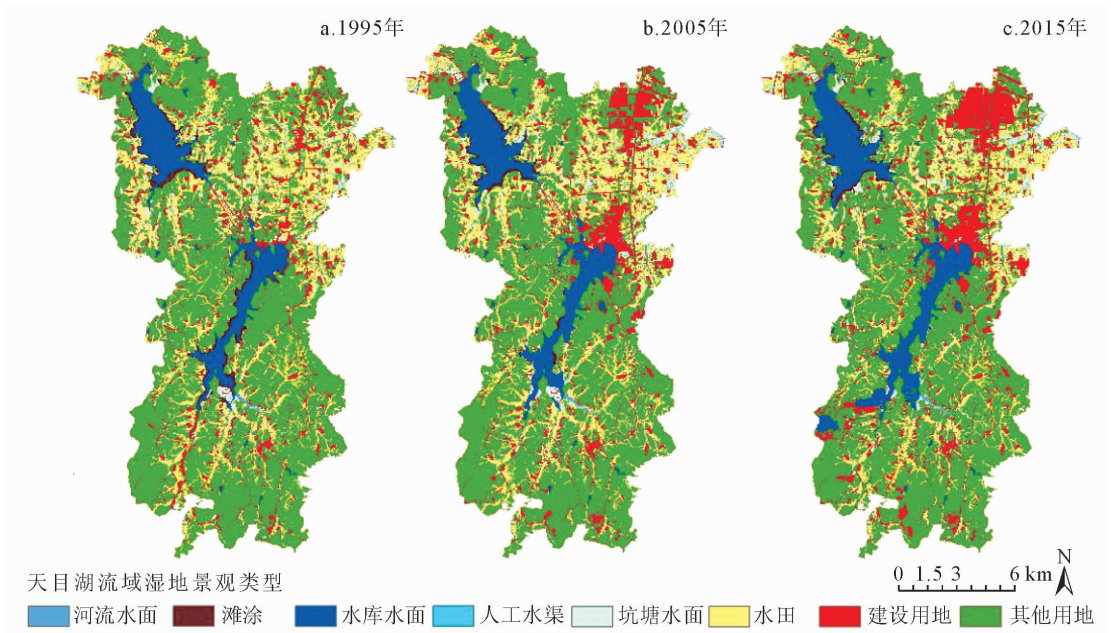 a.1995年
b.2005年
c.2015年
N
天目湖流域湿地景观类型
0 1.5 3 6 km
河流水面 滩涂 水库水面 人工水渠 坑塘水面 水田 建设用地 其他用地